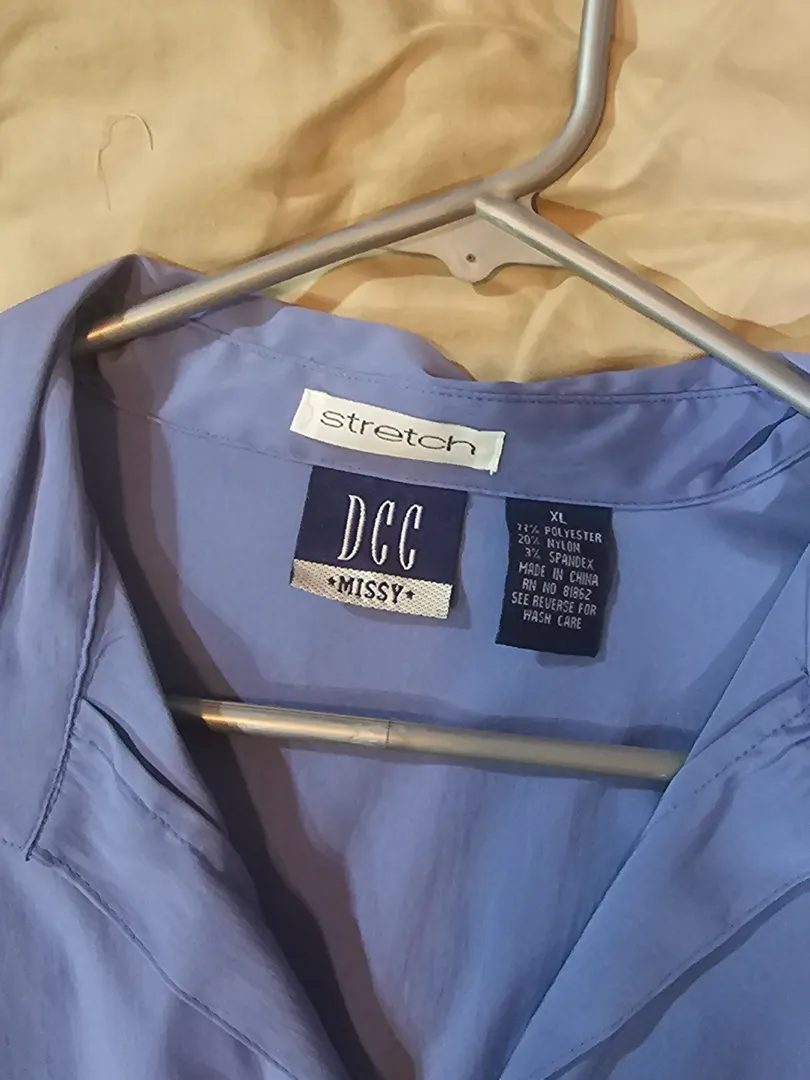 stretch
DCC
★MISSY★
XL
77% POLYESTER
20% NYLON
3% SPANDEX
MADE IN CHINA
RN NO 81862
SEE REVERSE FOR
WASH CARE